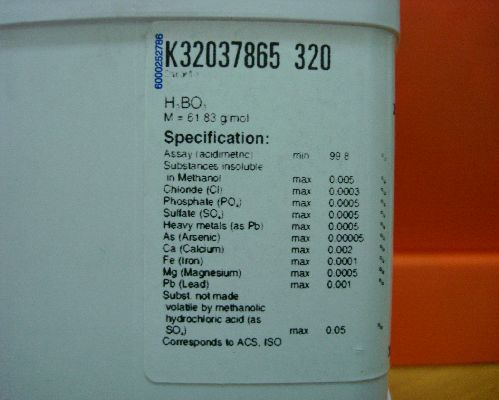 6000252786
K32037865 320
H₃BO₃
M = 61.83 g/mol
Specification:
Assay (acidimetric) min 99.8 %
Substances insoluble
in Methanol max 0.005 %
Chloride (Cl) max 0.0003 %
Phosphate (PO₄) max 0.0005 %
Sulfate (SO₄) max 0.0005 %
Heavy metals (as Pb) max 0.0005 %
As (Arsenic) max 0.00005 %
Ca (Calcium) max 0.002 %
Fe (Iron) max 0.0001 %
Mg (Magnesium) max 0.0005 %
Pb (Lead) max 0.001 %
Subst. not made
volatile by methanolic
hydrochloric acid (as
SO₄) max 0.05 %
Corresponds to ACS, ISO